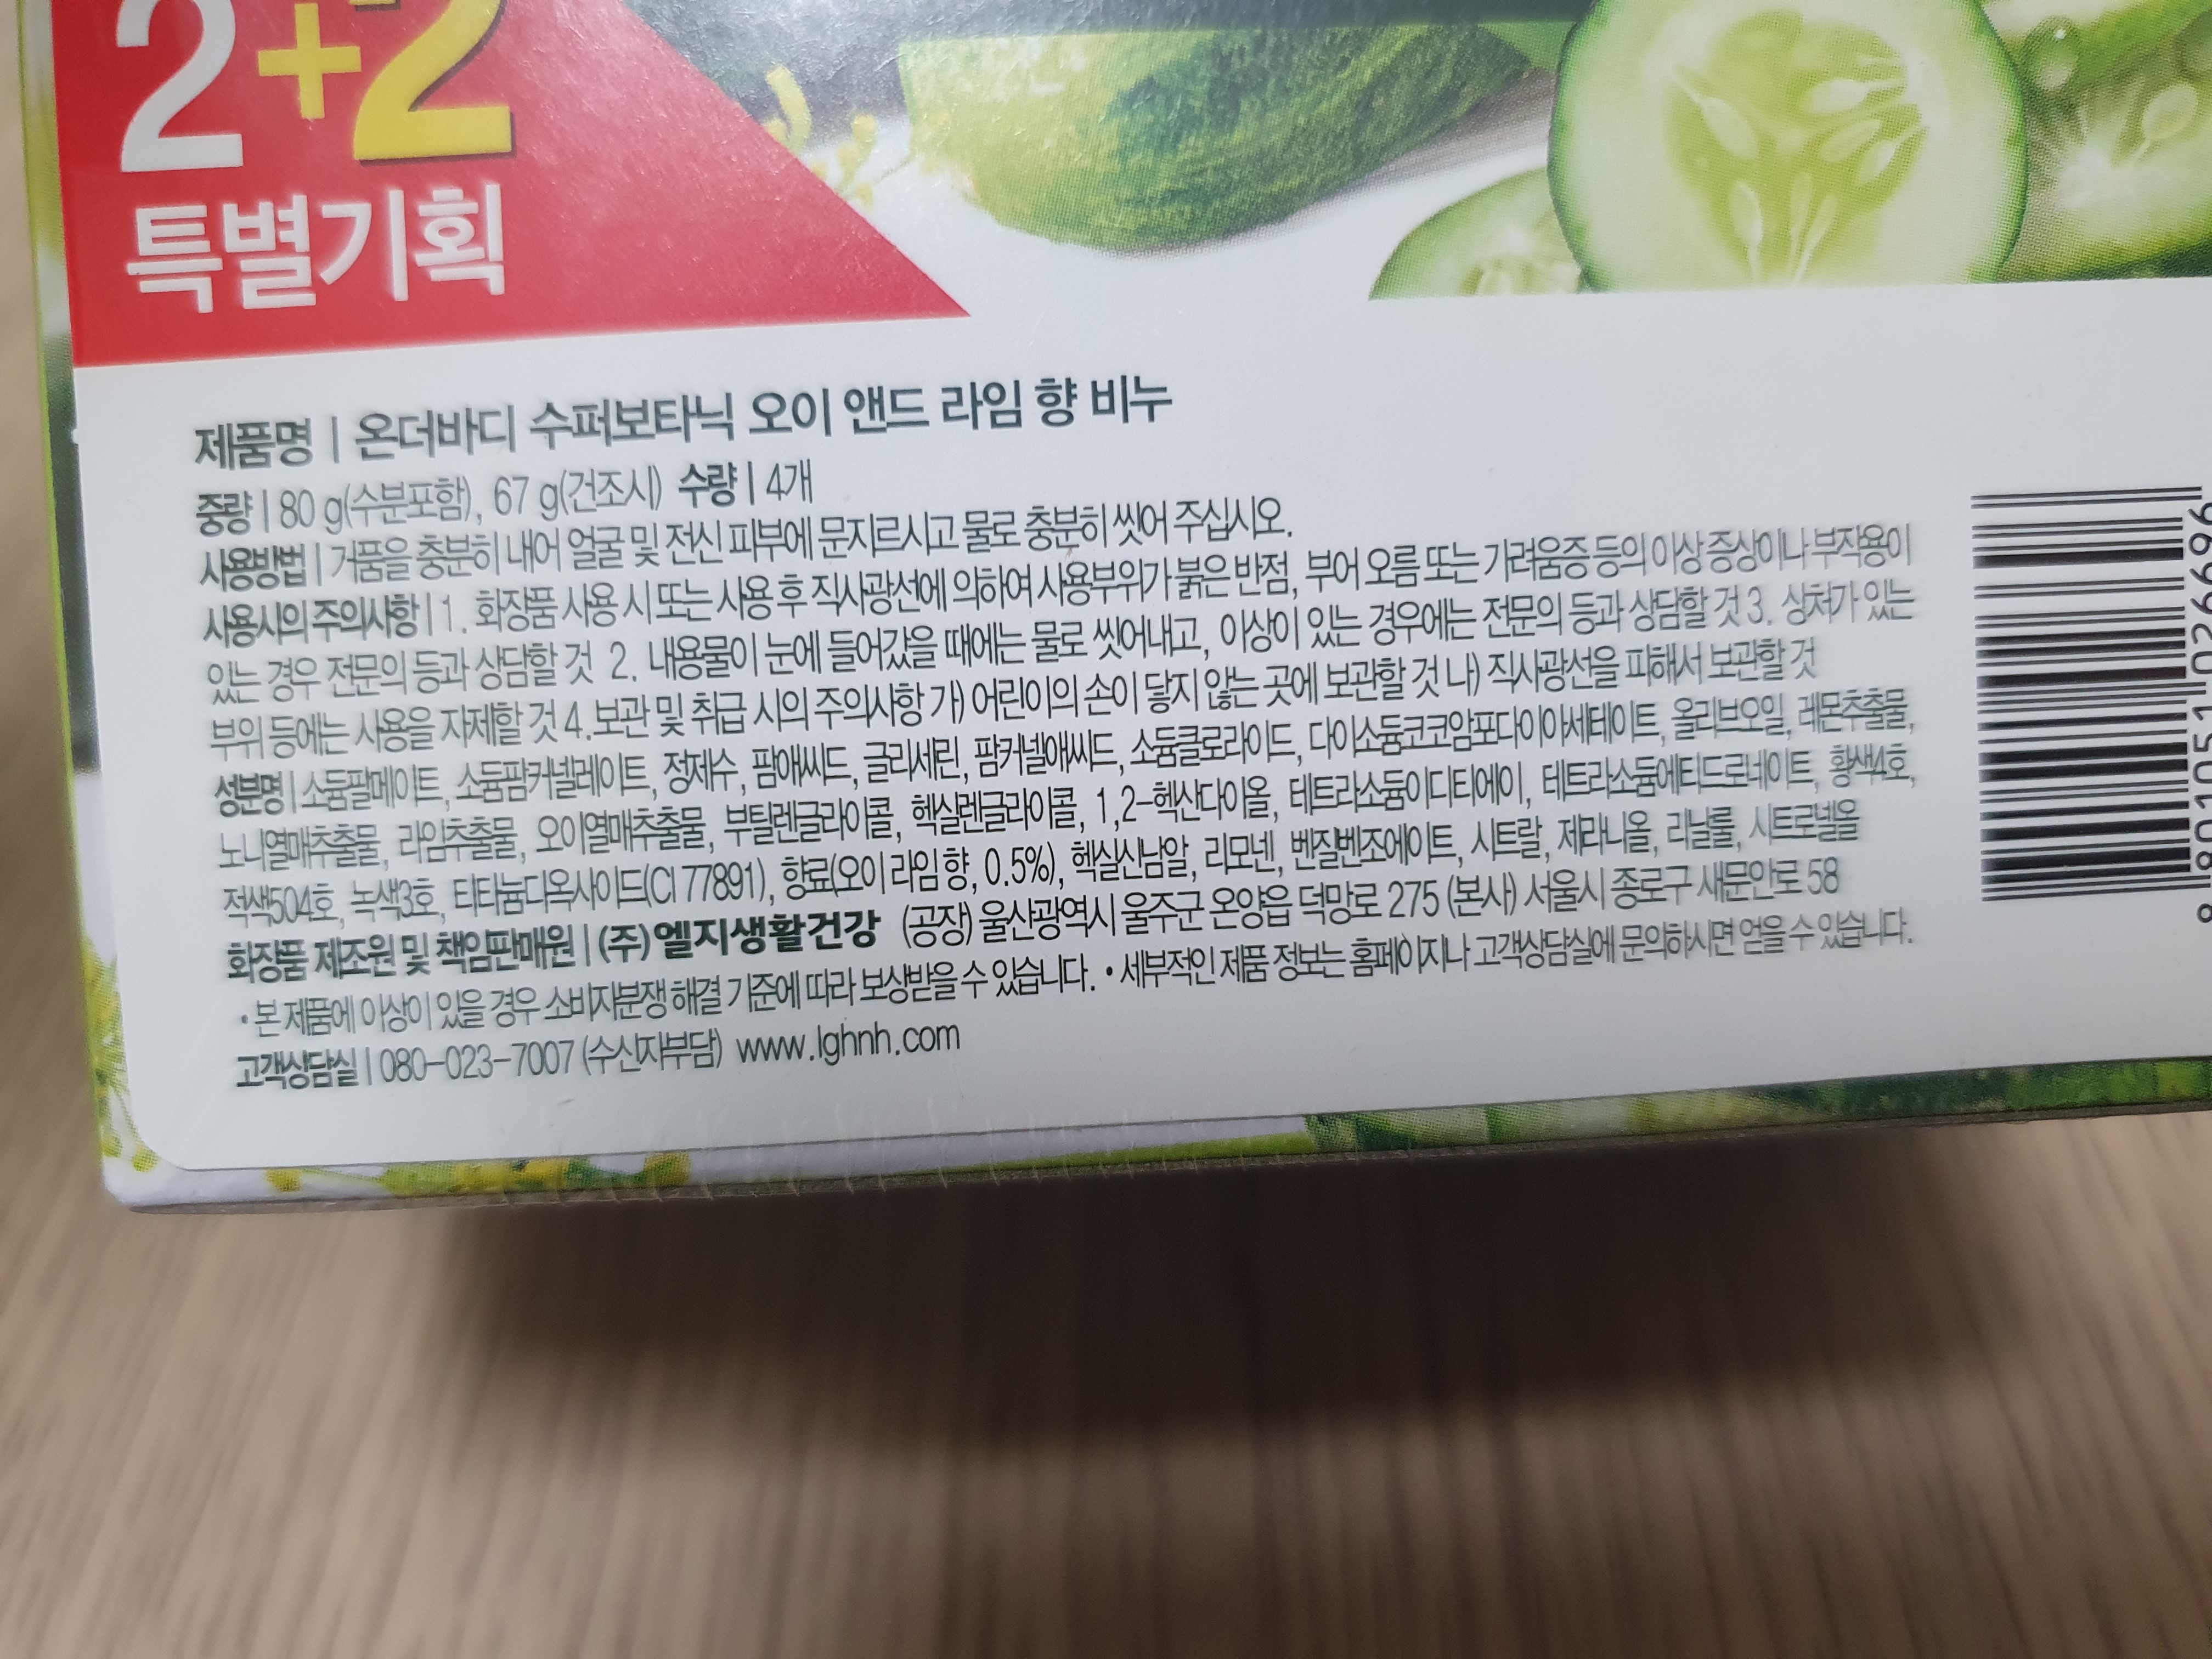 2+2
특별기획
제품명 | 온더바디 수퍼보타닉 오이 앤드 라임 향 비누
중량 | 80 g(수분포함), 67 g(건조시) 수량 | 4개
사용방법 | 거품을 충분히 내어 얼굴 및 전신 피부에 문지르시고 물로 충분히 씻어 주십시오.
사용시의 주의사항 | 1. 화장품 사용 시 또는 사용 후 직사광선에 의하여 사용부위가 붉은 반점, 부어 오름 또는 가려움증 등의 이상 증상이나 부작용이
있는 경우 전문의 등과 상담할 것 2. 내용물이 눈에 들어갔을 때에는 물로 씻어내고, 이상이 있는 경우에는 전문의 등과 상담할 것 3. 상처가 있는
부위 등에는 사용을 자제할 것 4. 보관 및 취급 시의 주의사항 가) 어린이의 손이 닿지 않는 곳에 보관할 것 나) 직사광선을 피해서 보관할 것
성분명 | 소듐팔메이트, 소듐팜커넬레이트, 정제수, 팜애씨드, 글리세린, 팜커넬애씨드, 소듐클로라이드, 다이소듐코코암포다이아세테이트, 올리브오일, 레몬추출물,
노니열매추출물, 라임추출물, 오이열매추출물, 부틸렌글라이콜, 헥실렌글라이콜, 1,2-헥산다이올, 테트라소듐이디티에이, 테트라소듐에티드로네이트, 황색4호,
적색504호, 녹색3호, 티타늄디옥사이드(CI 77891), 향료(오이 라임 향, 0.5%), 헥실신남알, 리모넨, 벤질벤조에이트, 시트랄, 제라니올, 리날룰, 시트로넬올
화장품 제조원 및 책임판매원 | (주)엘지생활건강 (공장) 울산광역시 울주군 온양읍 덕망로 275 (본사) 서울시 종로구 새문안로 58
• 본 제품에 이상이 있을 경우 소비자분쟁 해결 기준에 따라 보상받을 수 있습니다. • 세부적인 제품 정보는 홈페이지나 고객상담실에 문의하시면 얻을 수 있습니다.
고객상담실 | 080-023-7007 (수신자부담) www.lghnh.com